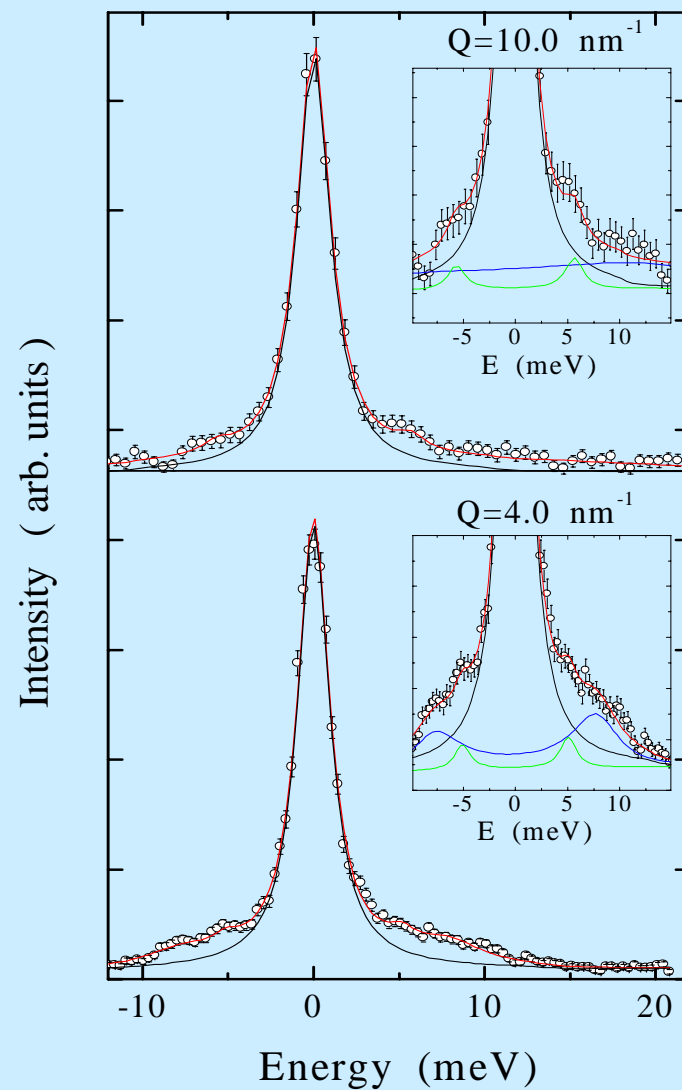 Q=10.0 nm-1
-5 0 5 10
E (meV)
Q=4.0 nm-1
-5 0 5 10
E (meV)
Intensity ( arb. units )
-10 0 10 20
Energy (meV)